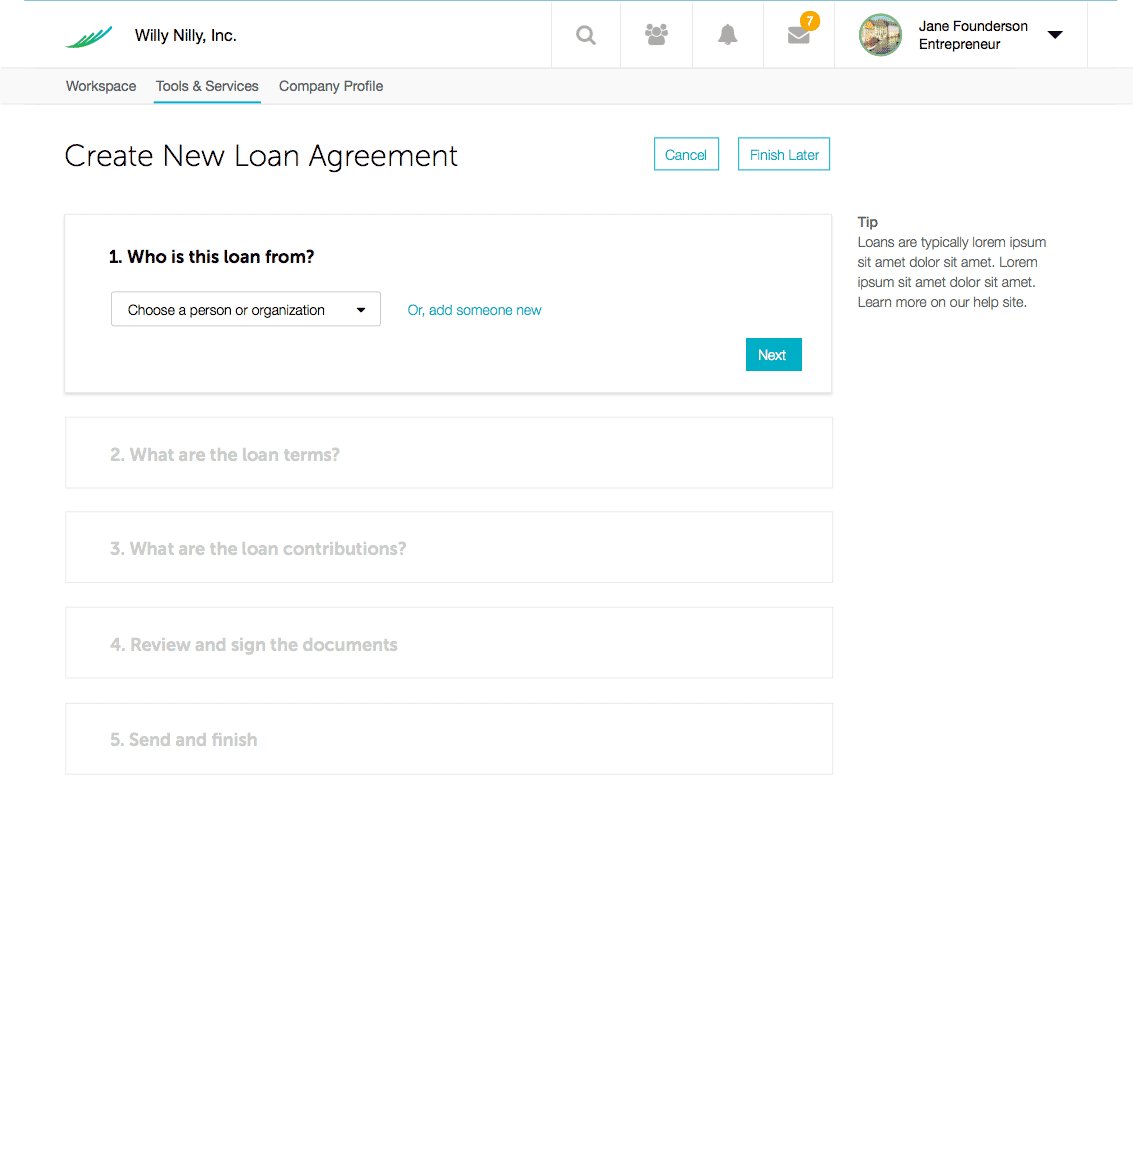 Willy Nilly, Inc.
7
Jane Founderson
Entrepreneur
Workspace
Tools & Services
Company Profile
Create New Loan Agreement
Cancel
Finish Later
1. Who is this loan from?
Choose a person or organization
Or, add someone new
Next
Tip
Loans are typically lorem ipsum
sit amet dolor sit amet. Lorem
ipsum sit amet dolor sit amet.
Learn more on our help site.
2. What are the loan terms?
3. What are the loan contributions?
4. Review and sign the documents
5. Send and finish